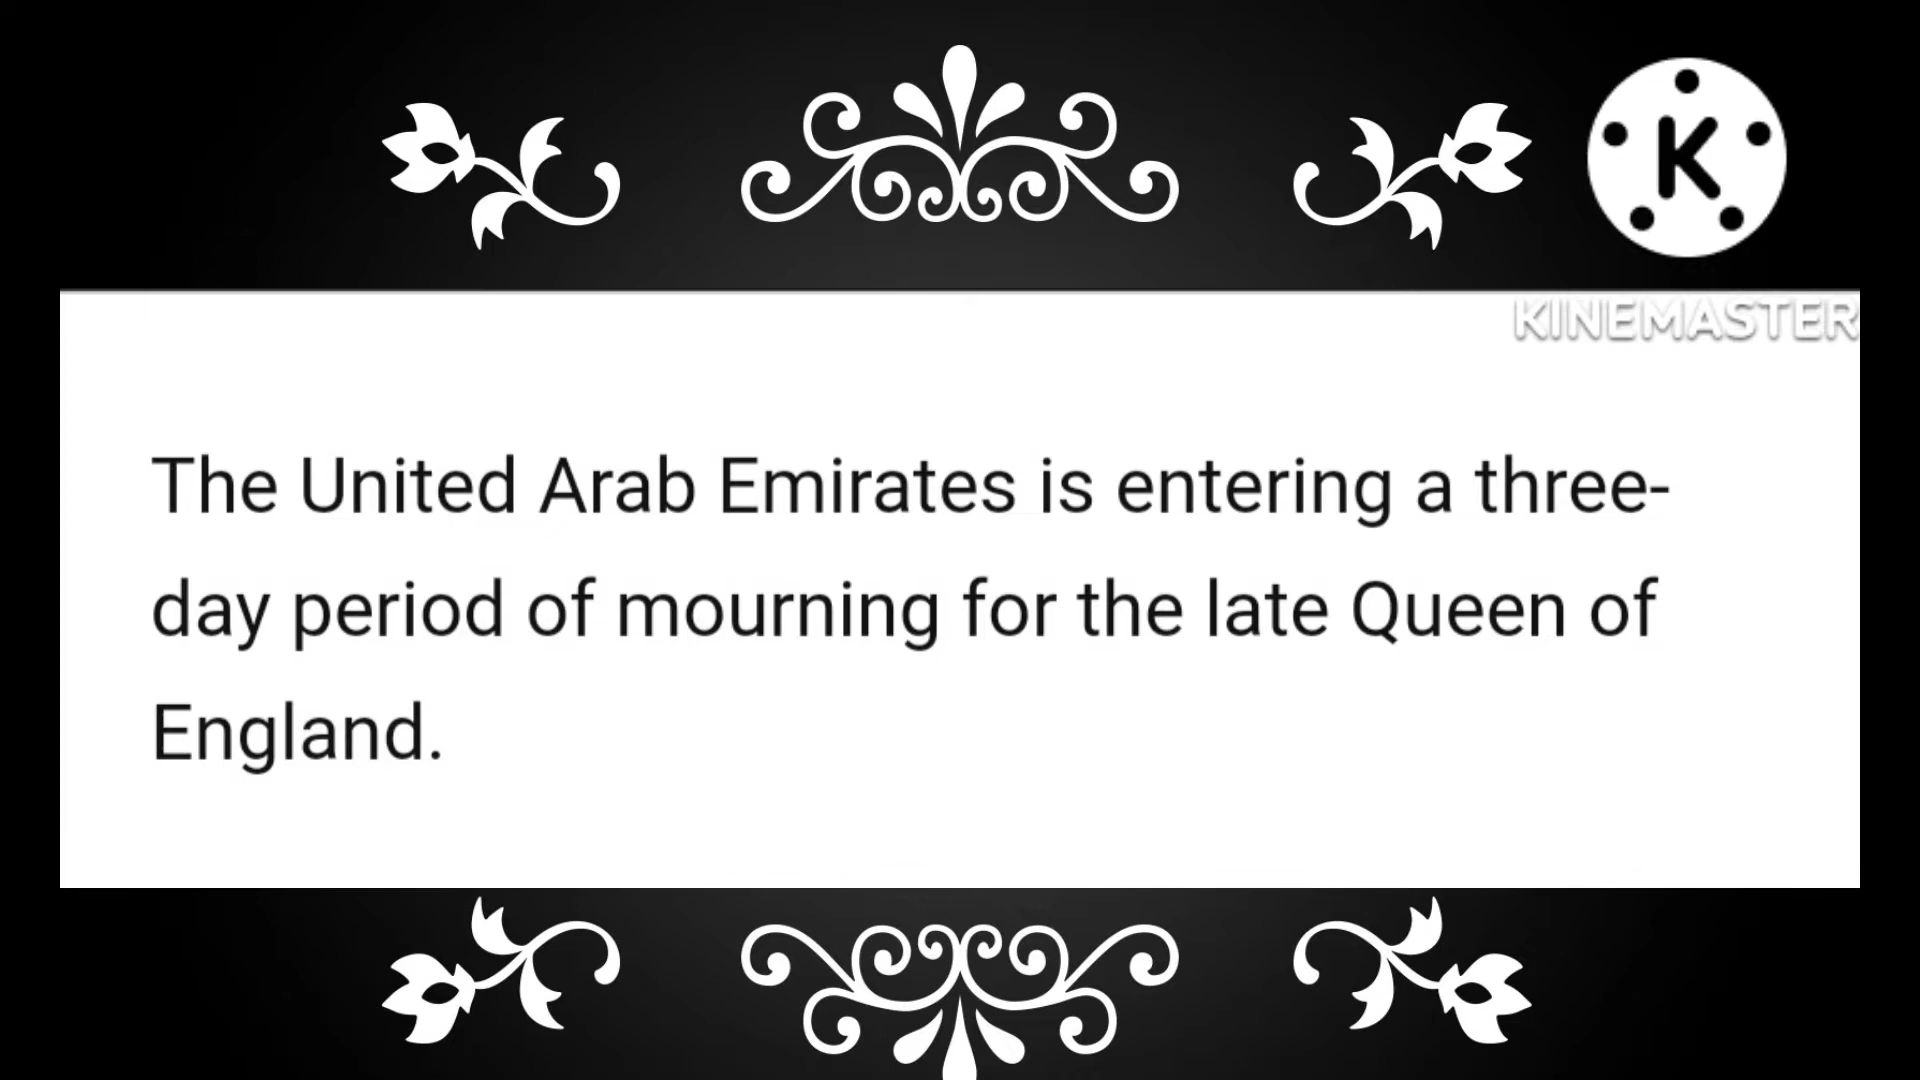 K
KINEMASTER
The United Arab Emirates is entering a three-
day period of mourning for the late Queen of
England.